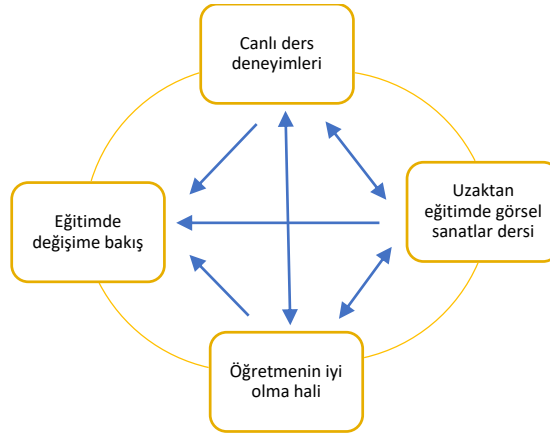 Canlı ders
deneyimleri
Eğitimde
değişime bakış
Uzaktan
eğitimde görsel
sanatlar dersi
Öğretmenin iyi
olma hali